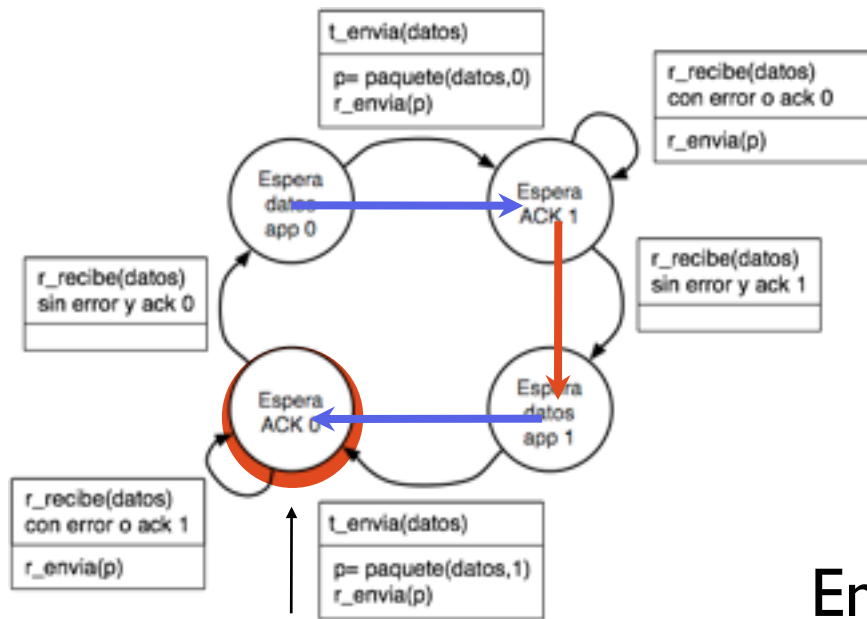 t_envia(datos)
p= paquete(datos,0)
r_envia(p)
r_recibe(datos)
con error o ack 0
r_envia(p)
Espera
datos
app 0
Espera
ACK 1
r_recibe(datos)
sin error y ack 0
r_recibe(datos)
sin error y ack 1
Espera
ACK 0
Espera
datos
app 1
r_recibe(datos)
con error o ack 1
r_envia(p)
t_envia(datos)
p= paquete(datos,1)
r_envia(p)